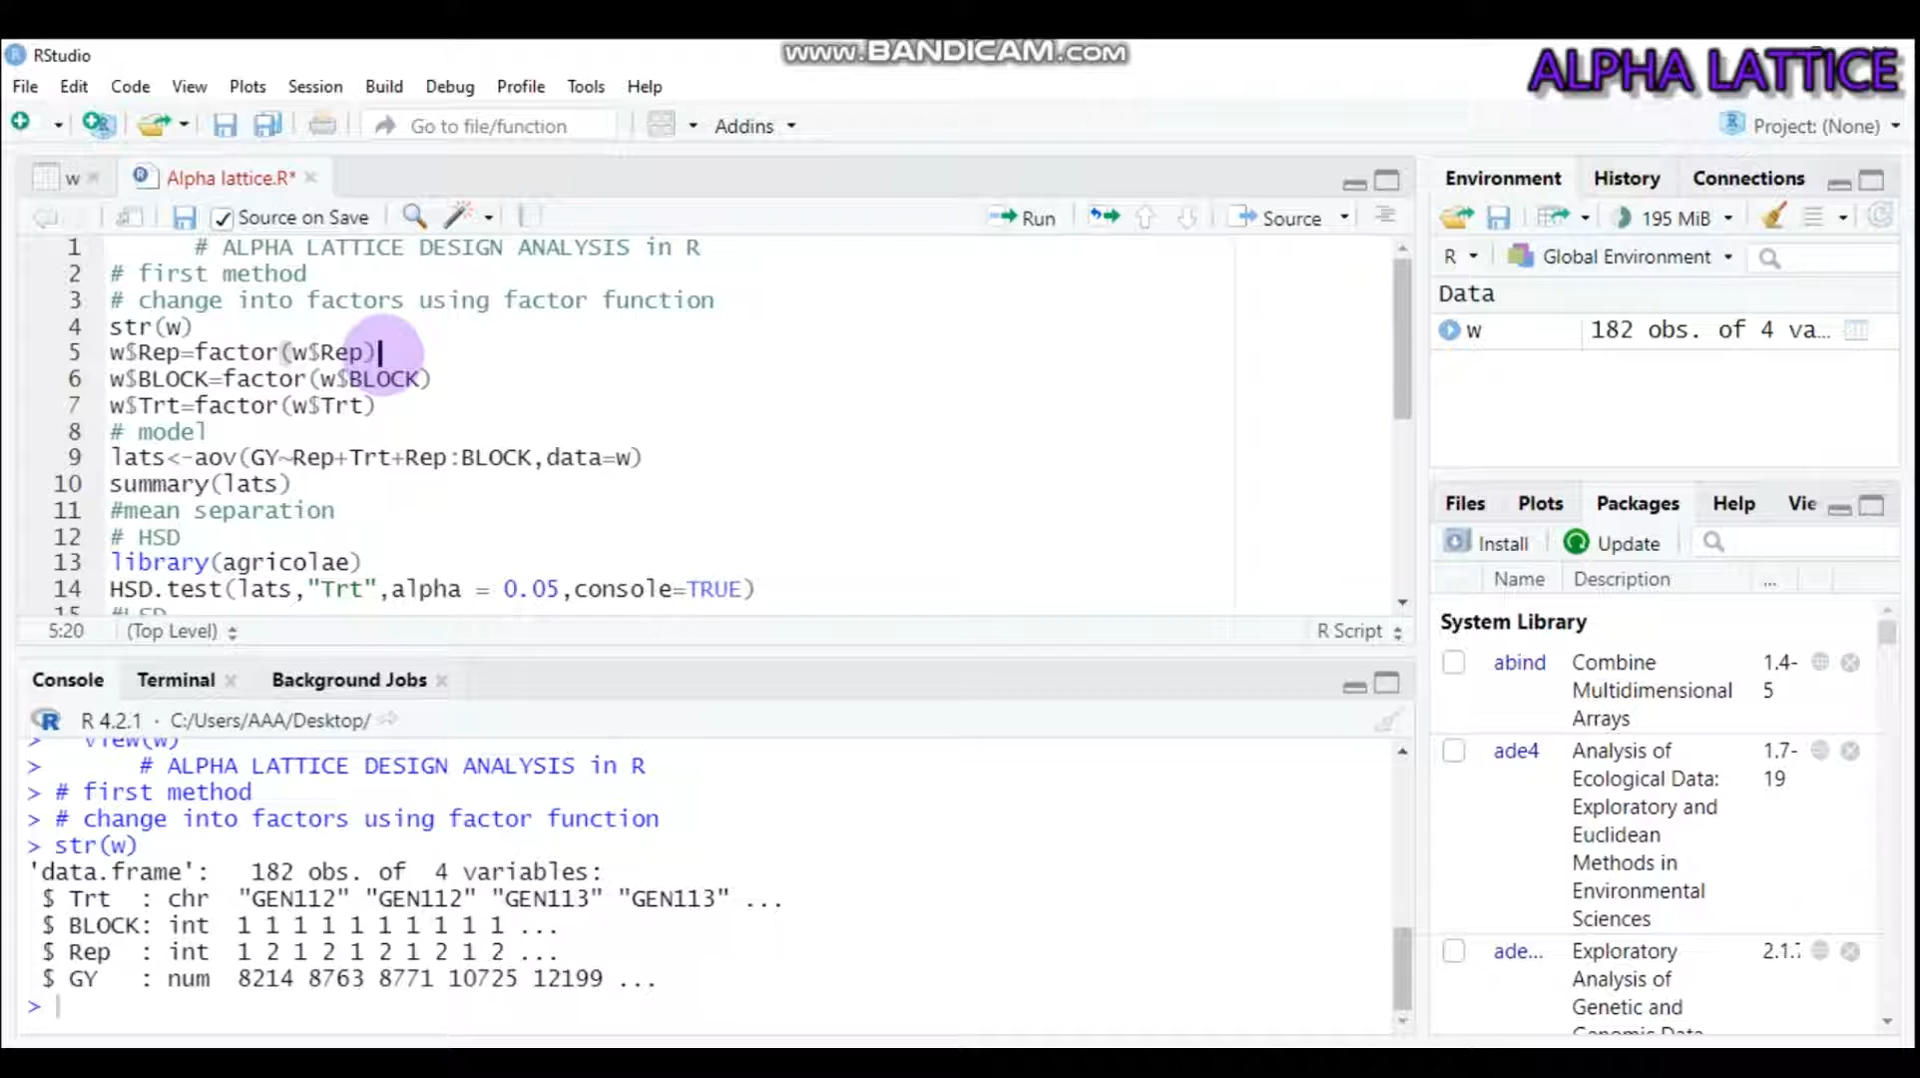 www.BANDICAM.com
ALPHA LATTICE
RStudio
File Edit Code View Plots Session Build Debug Profile Tools Help
Go to file/function Addins
Project: (None)
w Alpha lattice.R*
Source on Save Run Source
1 # ALPHA LATTICE DESIGN ANALYSIS in R
2 # first method
3 # change into factors using factor function
4 str(w)
5 w$Rep=factor(w$Rep)
6 w$BLOCK=factor(w$BLOCK)
7 w$Trt=factor(w$Trt)
8 # model
9 lats<-aov(GY~Rep+Trt+Rep:BLOCK,data=w)
10 summary(lats)
11 #mean separation
12 # HSD
13 library(agricolae)
14 HSD.test(lats,"Trt",alpha = 0.05,console=TRUE)
15 #LSD
5:20 (Top Level) R Script
Console Terminal Background Jobs
R 4.2.1 · C:/Users/AAA/Desktop/
> View(w)
> # ALPHA LATTICE DESIGN ANALYSIS in R
> # first method
> # change into factors using factor function
> str(w)
'data.frame': 182 obs. of 4 variables:
$ Trt : chr "GEN112" "GEN112" "GEN113" "GEN113" ...
$ BLOCK: int 1 1 1 1 1 1 1 1 1 1 ...
$ Rep : int 1 2 1 2 1 2 1 2 1 2 ...
$ GY : num 8214 8763 8771 10725 12199 ...
>
Environment History Connections
195 MiB
R Global Environment
Data
w 182 obs. of 4 va...
Files Plots Packages Help Vie
Install Update
Name Description ...
System Library
abind Combine 1.4-
Multidimensional 5
Arrays
ade4 Analysis of 1.7-
Ecological Data: 19
Exploratory and
Euclidean
Methods in
Environmental
Sciences
ade... Exploratory 2.1.
Analysis of
Genetic and
Genomic Data